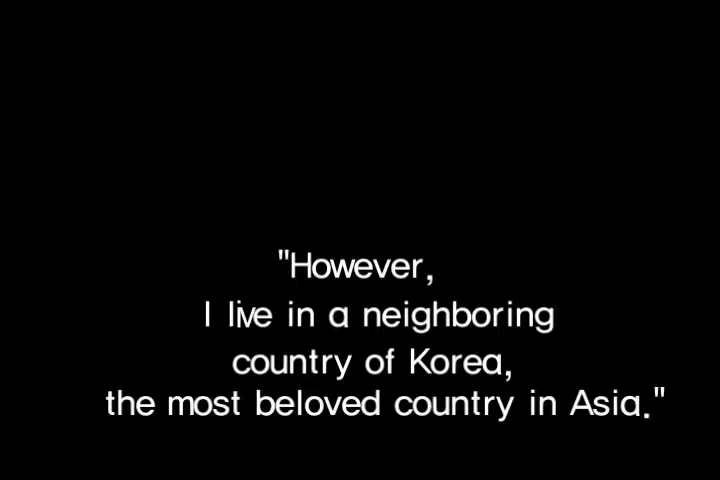 "However,
I live in a neighboring
country of Korea,
the most beloved country in Asia."